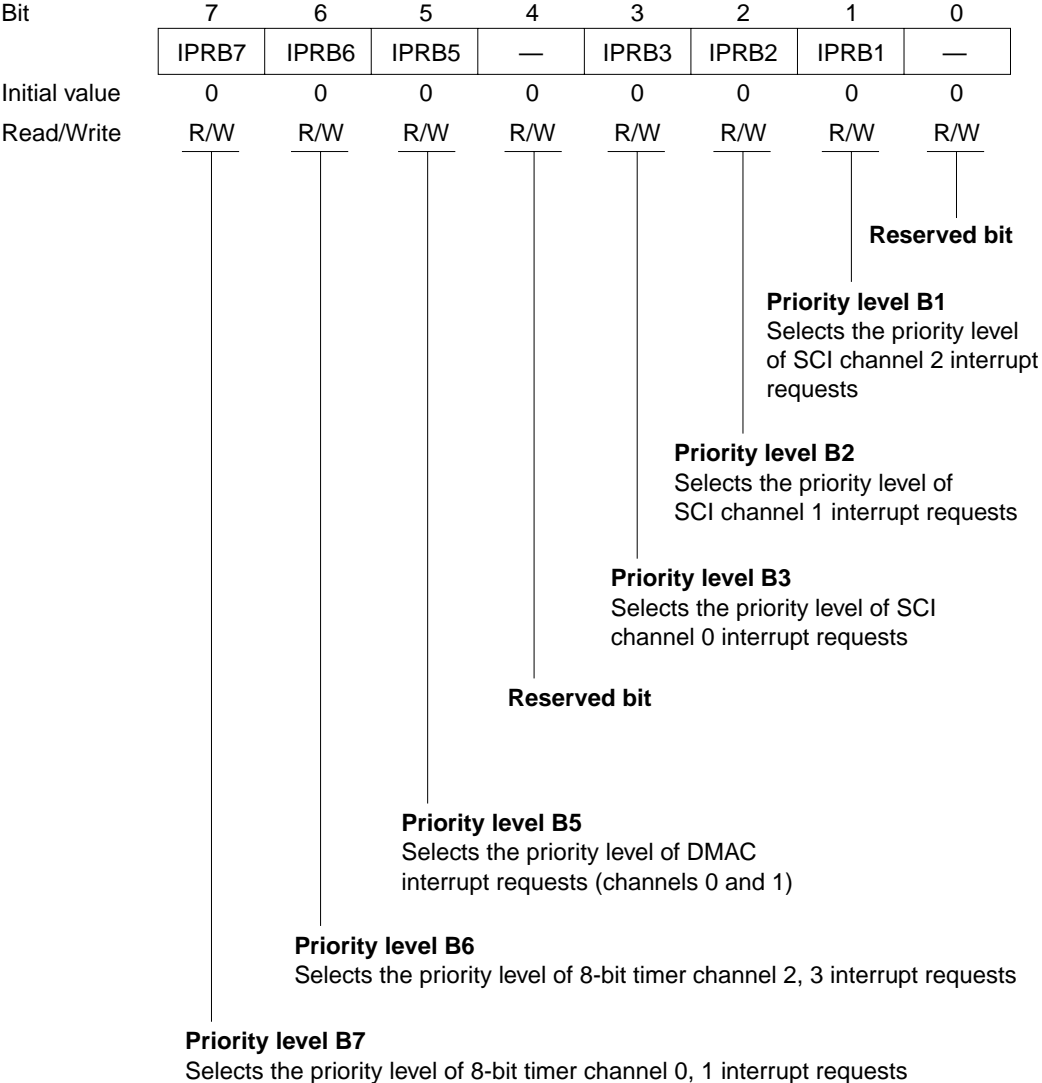 Bit 7 6 5 4 3 2 1 0
IPRB7 IPRB6 IPRB5 — IPRB3 IPRB2 IPRB1 —
Initial value 0 0 0 0 0 0 0 0
Read/Write R/W R/W R/W R/W R/W R/W R/W R/W
Reserved bit
Priority level B1
Selects the priority level
of SCI channel 2 interrupt
requests
Priority level B2
Selects the priority level of
SCI channel 1 interrupt requests
Priority level B3
Selects the priority level of SCI
channel 0 interrupt requests
Reserved bit
Priority level B5
Selects the priority level of DMAC
interrupt requests (channels 0 and 1)
Priority level B6
Selects the priority level of 8-bit timer channel 2, 3 interrupt requests
Priority level B7
Selects the priority level of 8-bit timer channel 0, 1 interrupt requests